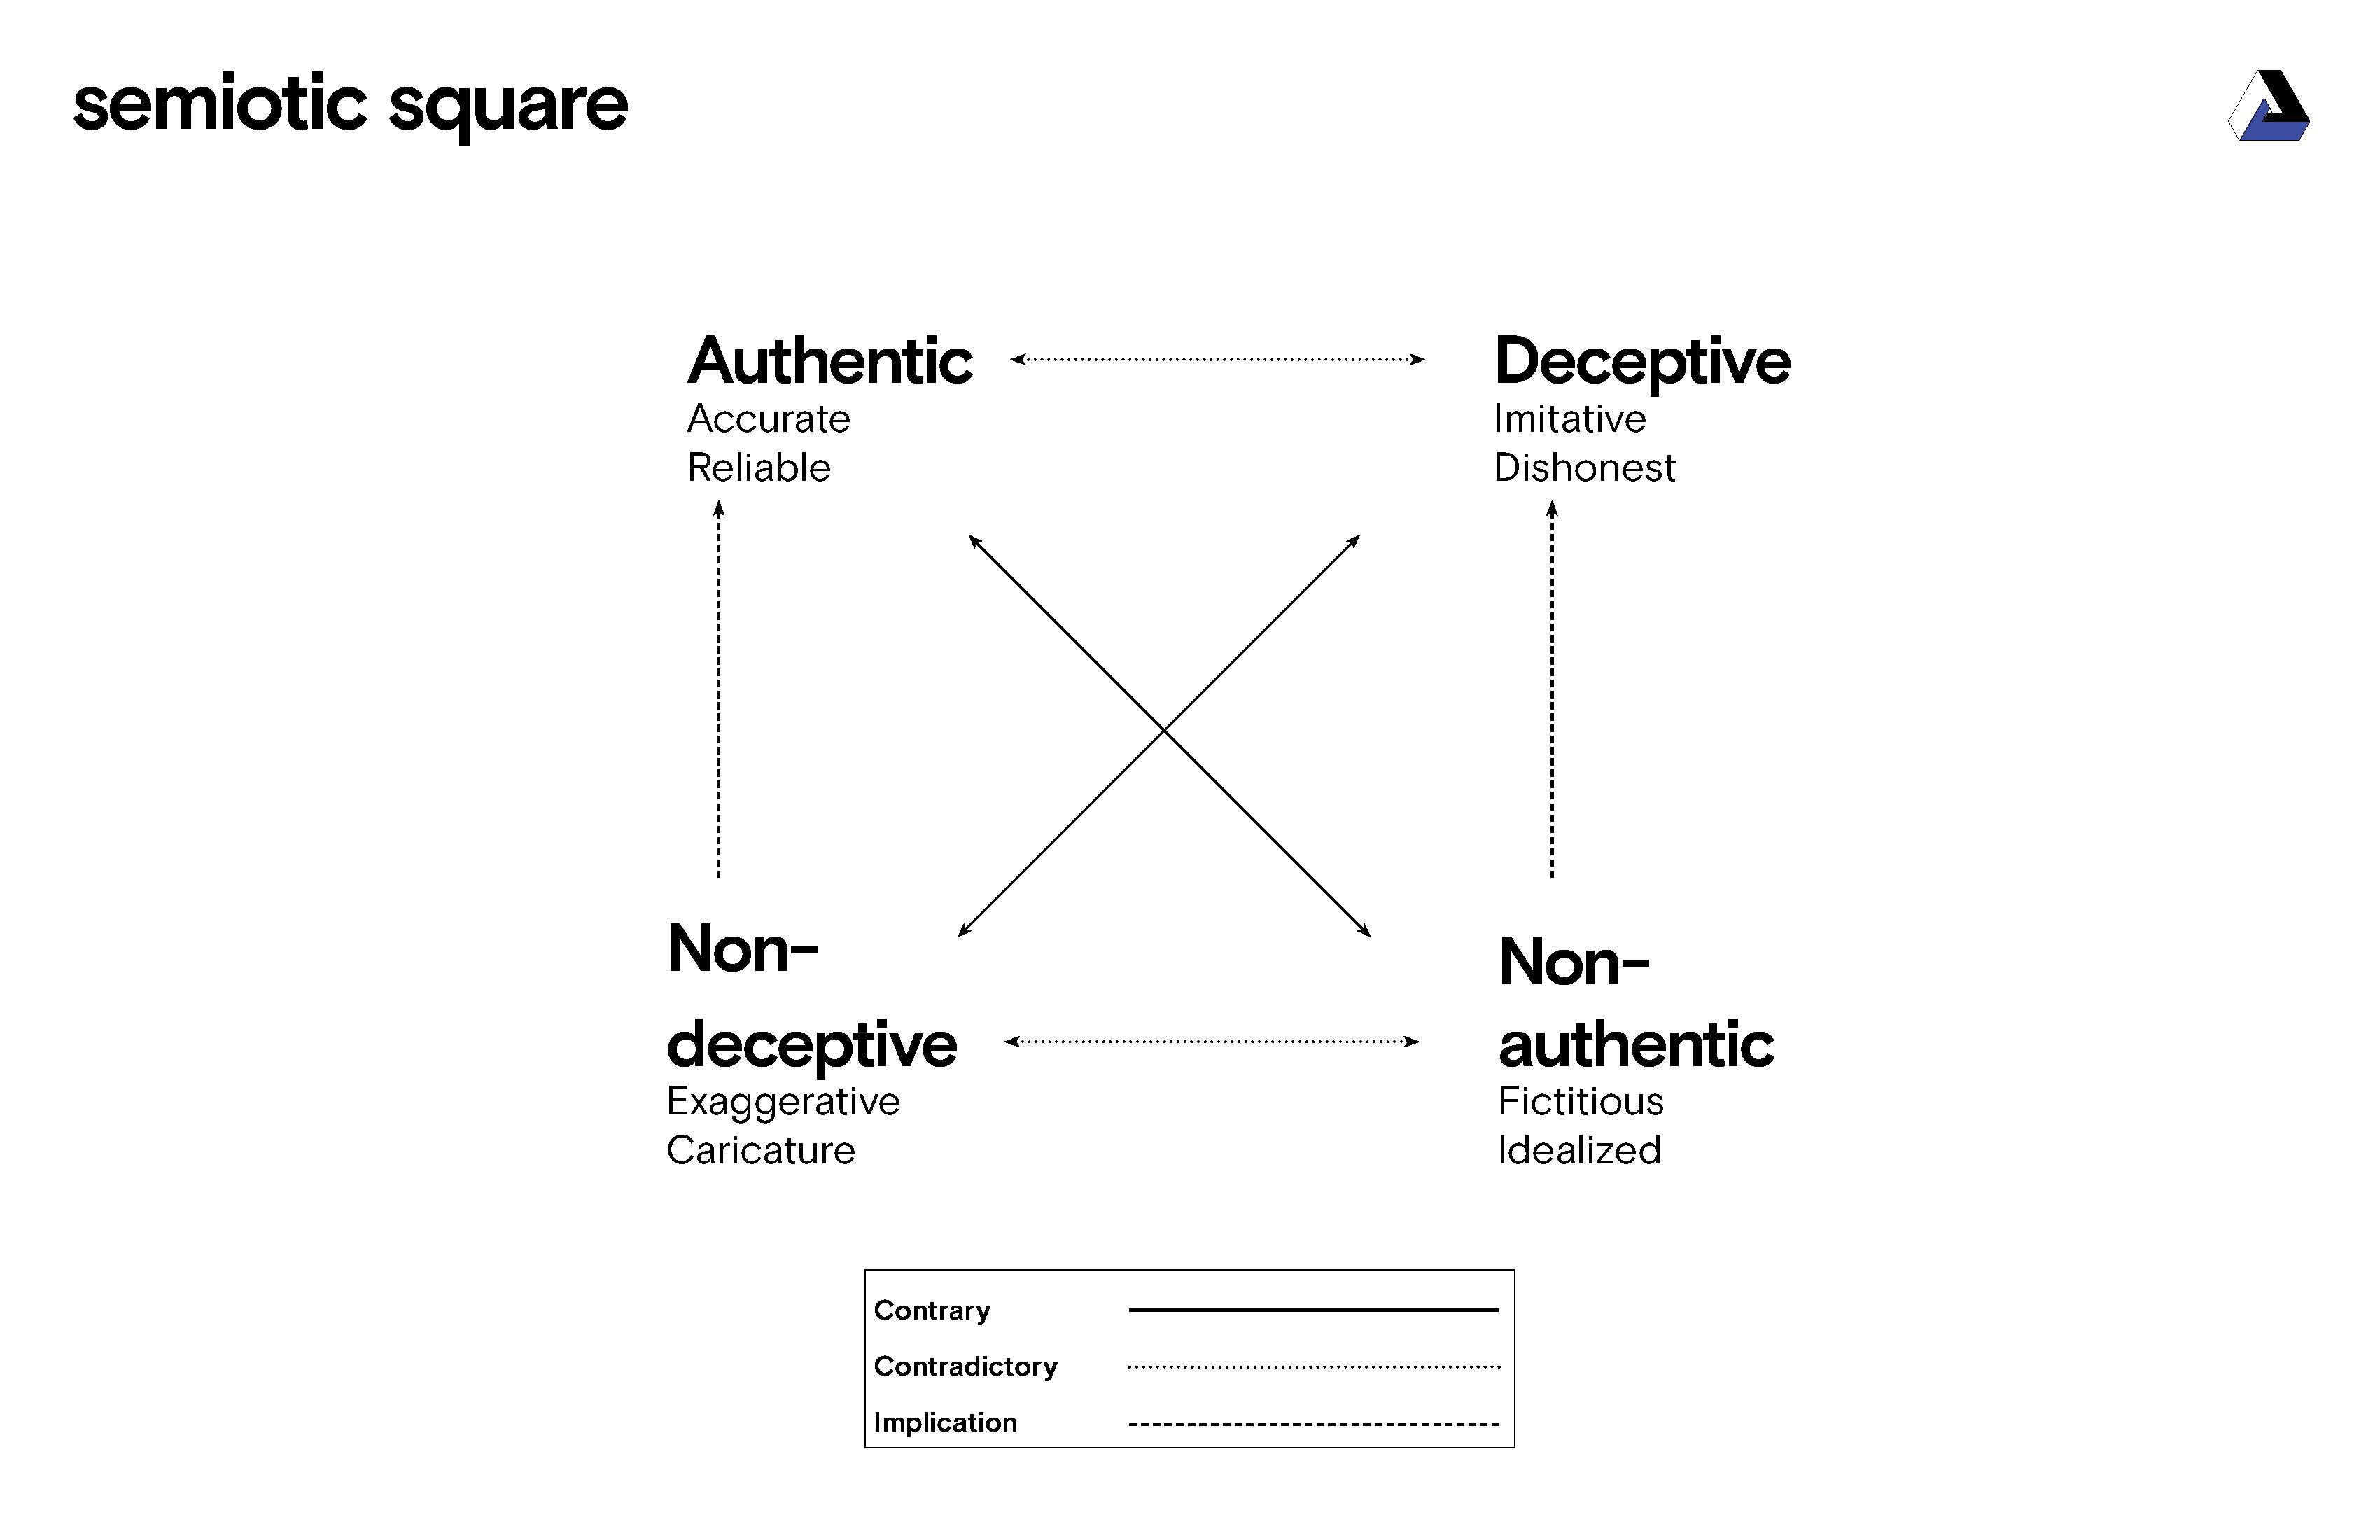 semiotic square
Authentic
Accurate
Reliable
Deceptive
Imitative
Dishonest
Non-
deceptive
Exaggerative
Caricature
Non-
authentic
Fictitious
Idealized
Contrary
Contradictory
Implication